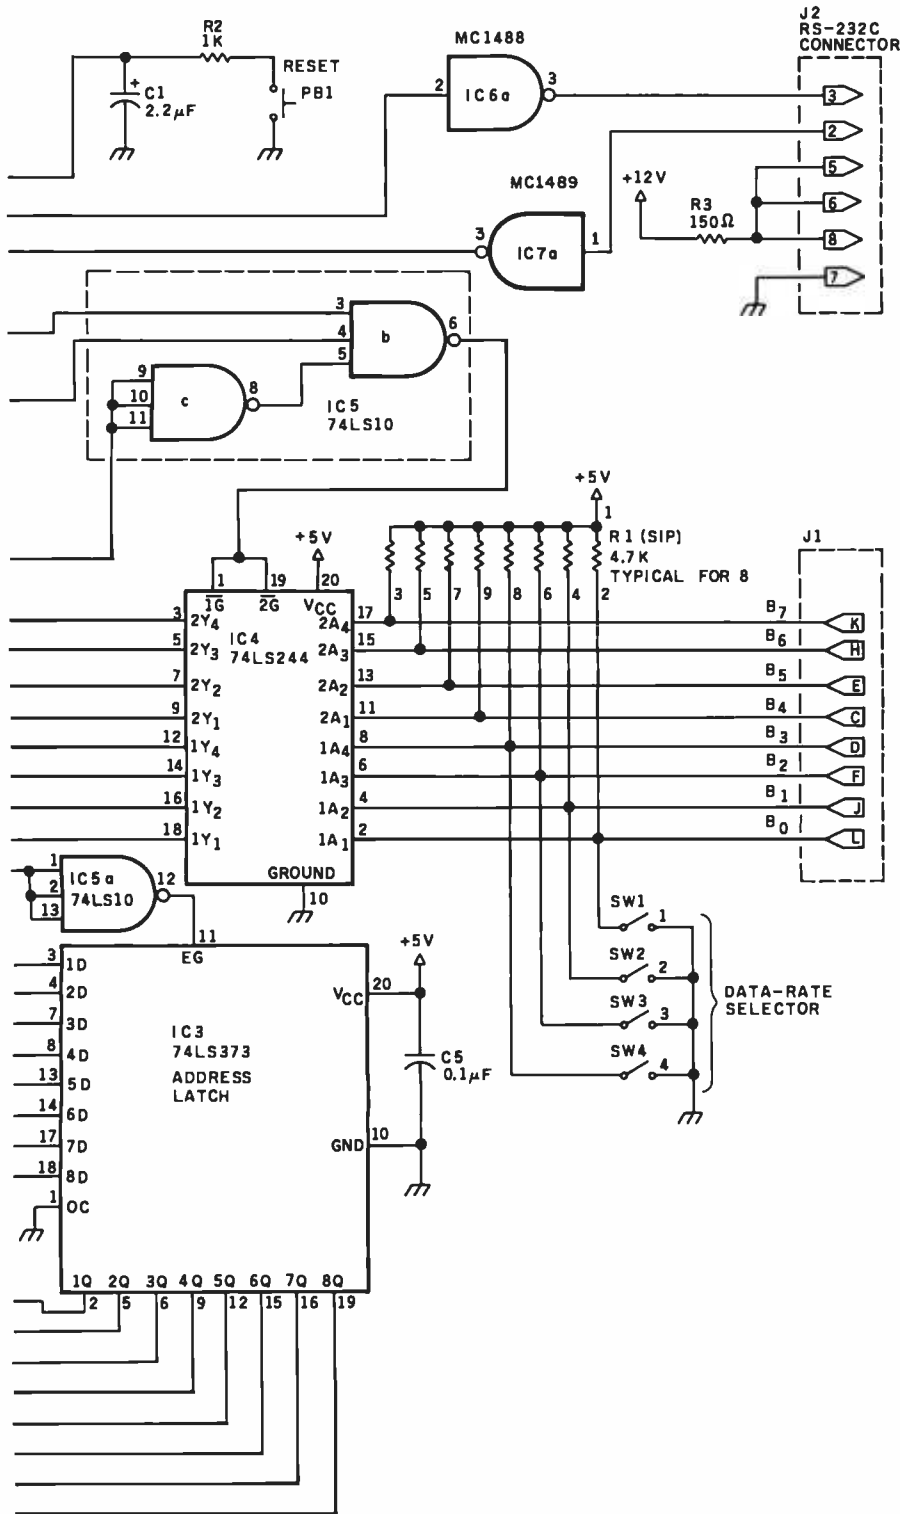 J2
RS-232C
CONNECTOR
R2
1K
RESET
PB1
+
C1
2.2µF
MC1488
2
IC6a
3
3
2
5
6
8
7
MC1489
3
IC7a
1
+12V
R3
150Ω
3
4
5
b
6
9
10
11
c
8
IC5
74LS10
+5V
1
R1 (SIP)
4.7K
TYPICAL FOR 8
3 5 7 9 8 6 4 2
J1
+5V
1 19 20
1G 2G VCC
IC4
74LS244
3 2Y4 2A4 17 B7 K
5 2Y3 2A3 15 B6 H
7 2Y2 2A2 13 B5 E
9 2Y1 2A1 11 B4 C
12 1Y4 1A4 8 B3 D
14 1Y3 1A3 6 B2 F
16 1Y2 1A2 4 B1 J
18 1Y1 1A1 2 B0 L
GROUND
10
1
2
13
IC5a
74LS10
12
11
EG
SW1 1
SW2 2
SW3 3
SW4 4
DATA-RATE
SELECTOR
+5V
3 1D
4 2D
7 3D
8 4D
13 5D
14 6D
17 7D
18 8D
1 OC
VCC 20
IC3
74LS373
ADDRESS
LATCH
C5
0.1µF
GND 10
1Q 2Q 3Q 4Q 5Q 6Q 7Q 8Q
2 5 6 9 12 15 16 19